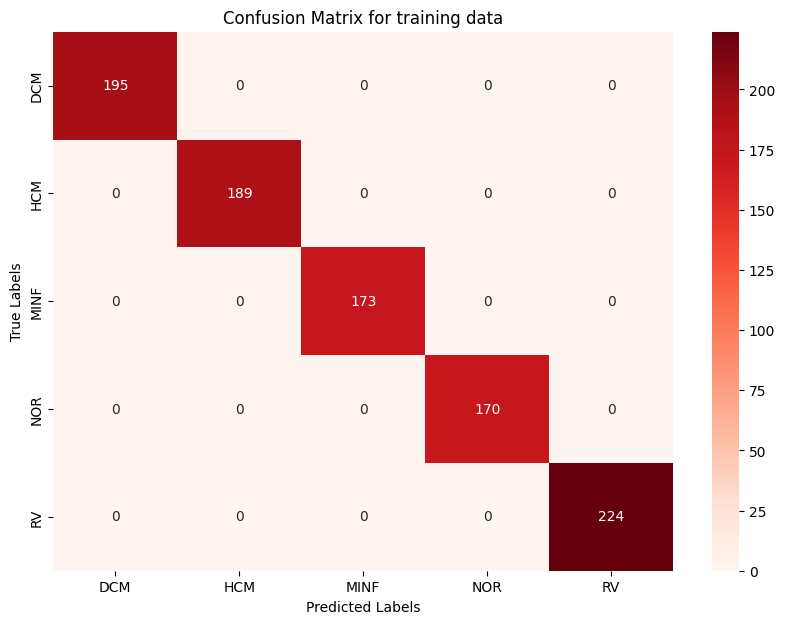 Confusion Matrix for training data
True Labels
DCM 195 0 0 0 0
HCM 0 189 0 0 0
MINF 0 0 173 0 0
NOR 0 0 0 170 0
RV 0 0 0 0 224
DCM HCM MINF NOR RV
Predicted Labels
200
175
150
125
100
75
50
25
0